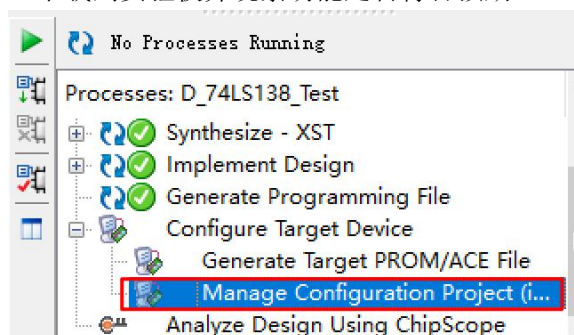 No Processes Running
Processes: D_74LS138_Test
Synthesize - XST
Implement Design
Generate Programming File
Configure Target Device
Generate Target PROM/ACE File
Manage Configuration Project (i...
Analyze Design Using ChipScope